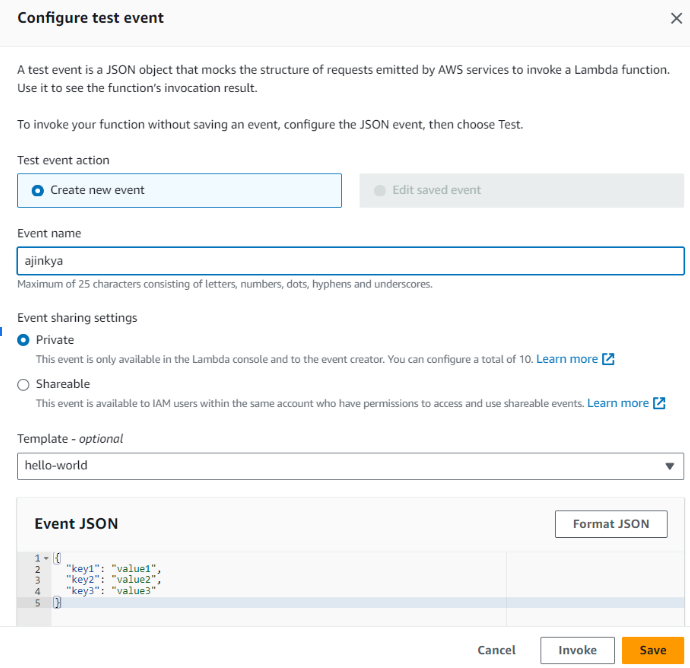 Configure test event
A test event is a JSON object that mocks the structure of requests emitted by AWS services to invoke a Lambda function.
Use it to see the function's invocation result.
To invoke your function without saving an event, configure the JSON event, then choose Test.
Test event action
Create new event
Edit saved event
Event name
ajinkya
Maximum of 25 characters consisting of letters, numbers, dots, hyphens and underscores.
Event sharing settings
Private
This event is only available in the Lambda console and to the event creator. You can configure a total of 10. Learn more
Shareable
This event is available to IAM users within the same account who have permissions to access and use shareable events. Learn more
Template - optional
hello-world
Event JSON
Format JSON
1 {
2 "key1": "value1",
3 "key2": "value2",
4 "key3": "value3"
5 }
Cancel
Invoke
Save